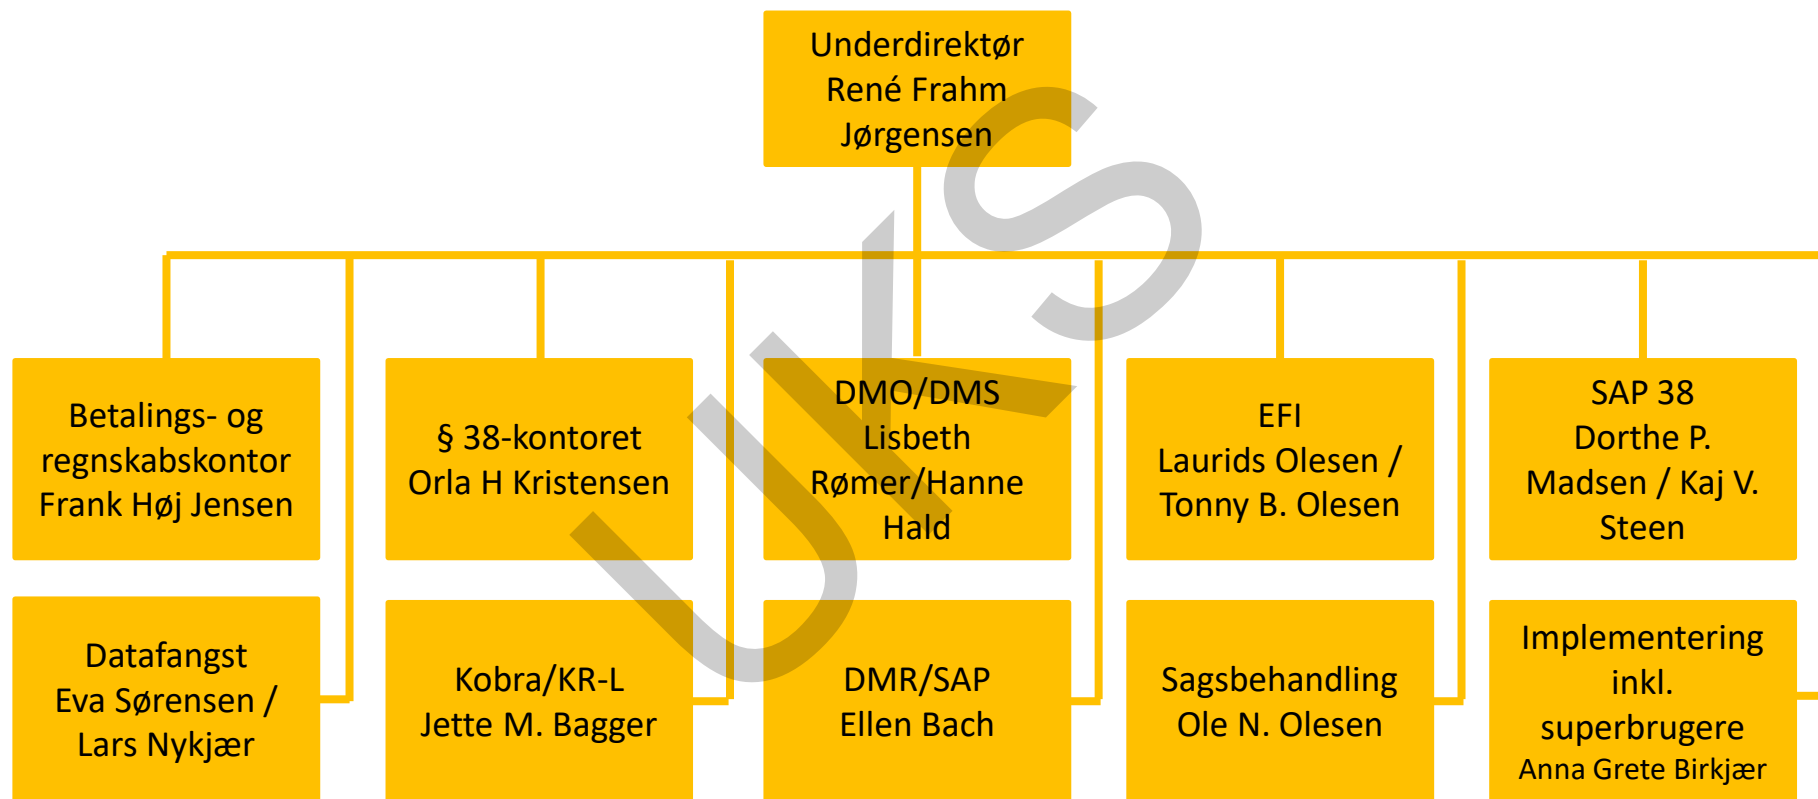 Underdirektør
René Frahm
Jørgensen
Betalings- og
regnskabskontor
Frank Høj Jensen
§ 38-kontoret
Orla H Kristensen
DMO/DMS
Lisbeth
Rømer/Hanne
Hald
EFI
Laurids Olesen /
Tonny B. Olesen
SAP 38
Dorthe P.
Madsen / Kaj V.
Steen
Datafangst
Eva Sørensen /
Lars Nykjær
Kobra/KR-L
Jette M. Bagger
DMR/SAP
Ellen Bach
Sagsbehandling
Ole N. Olesen
Implementering
inkl.
superbrugere
Anna Grete Birkjær
UKS